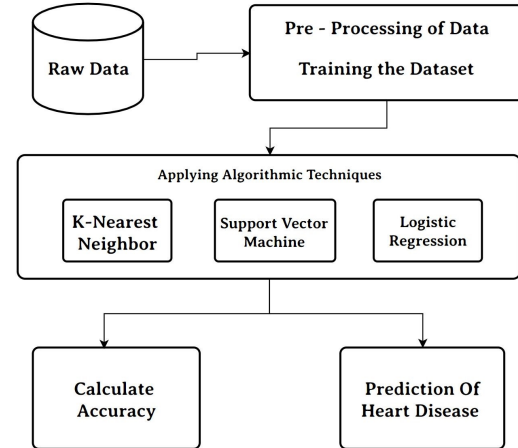 Raw Data
Pre - Processing of Data
Training the Dataset
Applying Algorithmic Techniques
K-Nearest
Neighbor
Support Vector
Machine
Logistic
Regression
Calculate
Accuracy
Prediction Of
Heart Disease